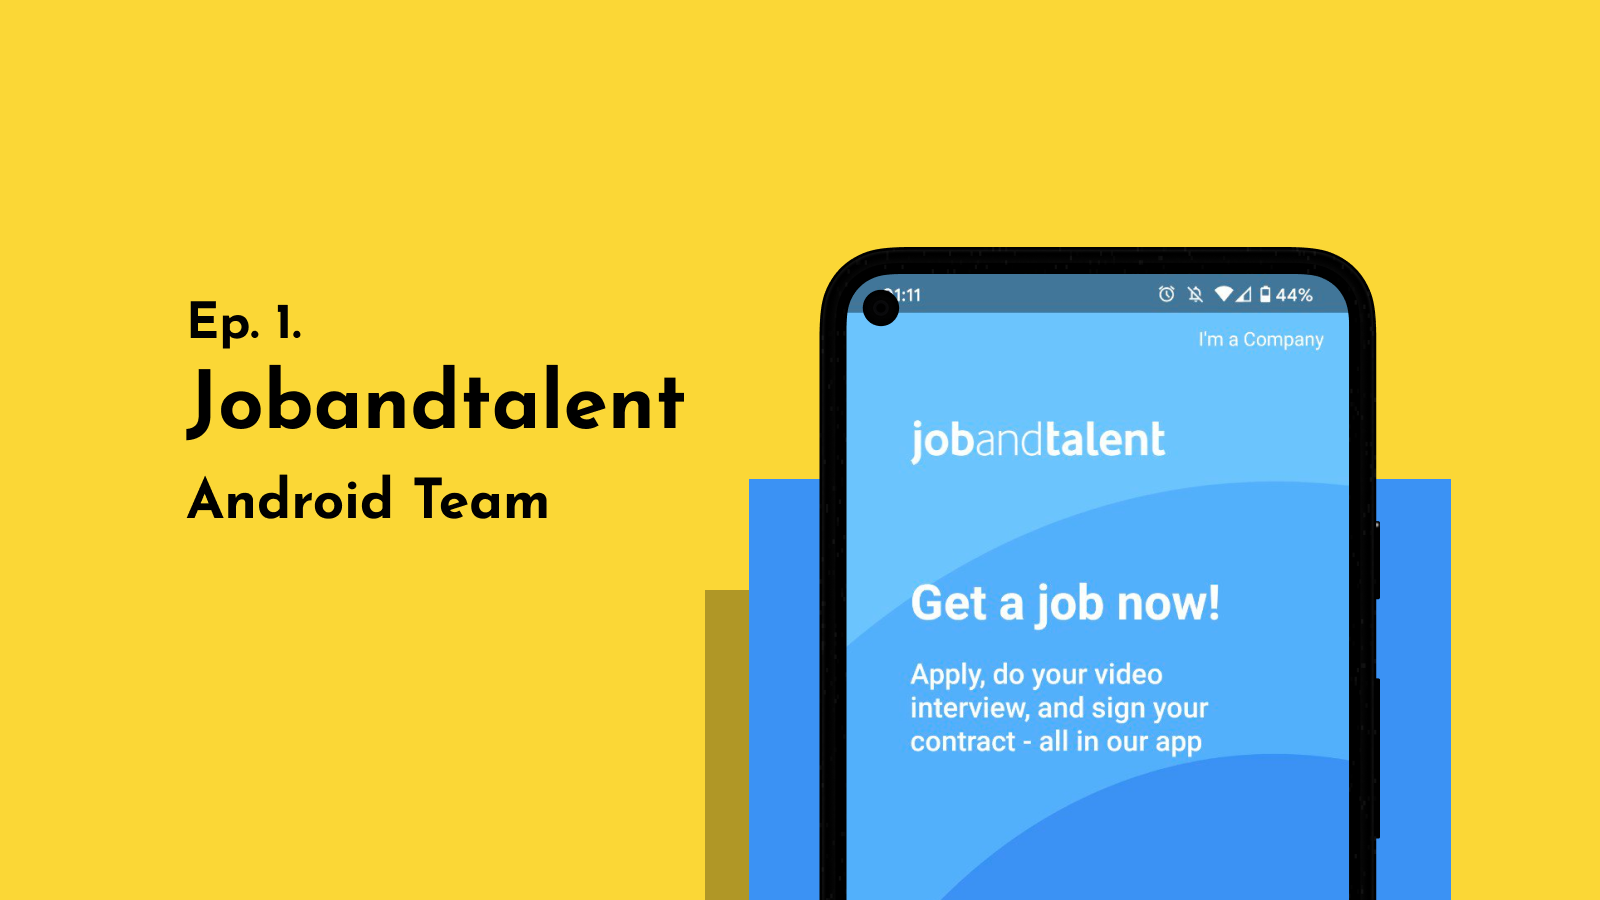 Ep. 1.
Jobandtalent
Android Team
1:11
44%
I'm a Company
jobandtalent
Get a job now!
Apply, do your video
interview, and sign your
contract - all in our app